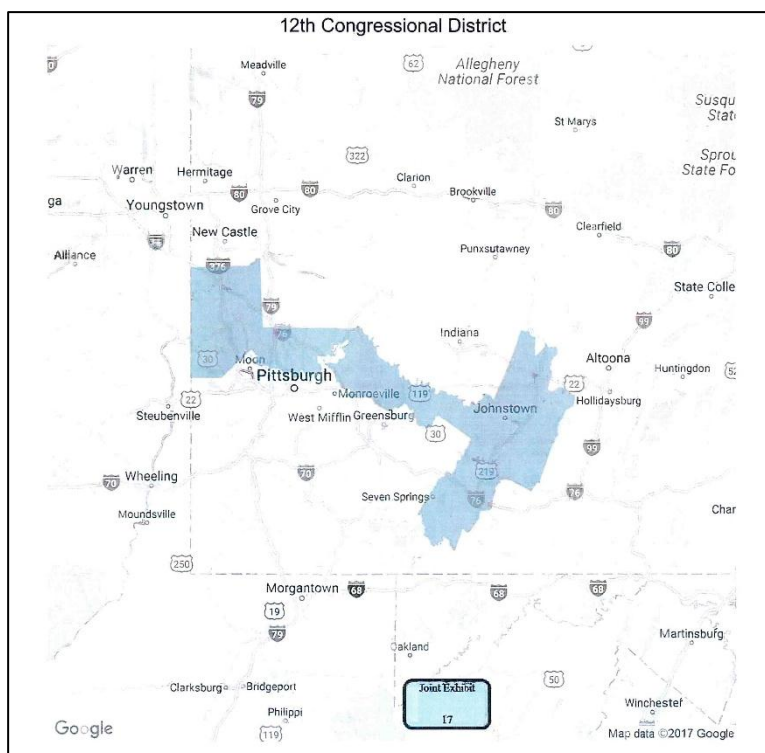 12th Congressional District
80
62
Allegheny
National Forest
Meadville
79
Susqu
State
St Marys
322
Sprou
State Fo
Warren
Hermitage
Clarion
80
80
Brookville
ga
Youngstown
Grove City
80
New Castle
Clearfield
Alliance
Punxsutawney
80
376
State Colle
79
99
76
Indiana
30
Moon
Altoona
Pittsburgh
22
Huntingdon
52
22
Monroeville
119
Hollidaysburg
Steubenville
West Mifflin
Greensburg
Johnstown
30
99
70
Wheeling
70
219
Seven Springs
76
76
Moundsville
Char
250
Morgantown
68
68
68
19
79
Oakland
Martinsburg
Clarksburg
Bridgeport
Joint Exhibit
50
17
Philippi
Winchester
Google
119
Map data ©2017 Google